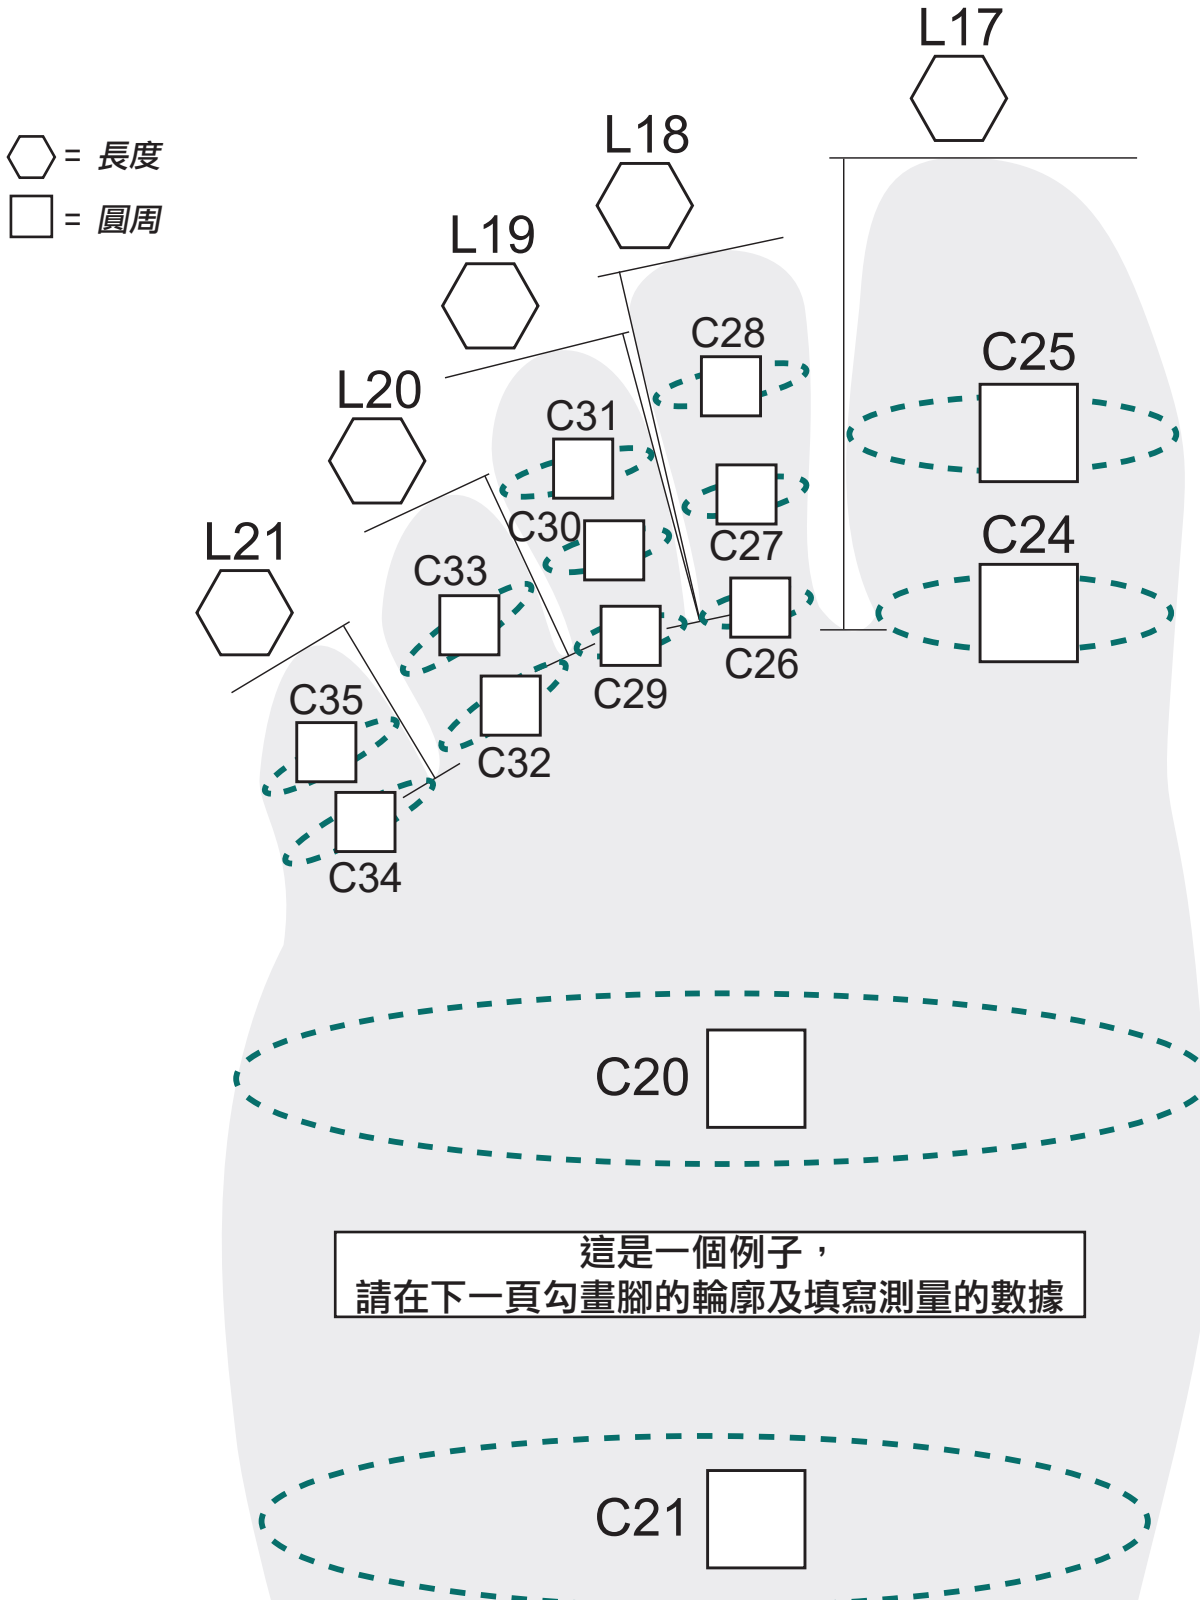 L17
L18
= 長度
= 圓周
L19
C28
C25
L20
C31
C30
C24
L21
C33
C27
C26
C29
C35
C32
C34
C20
這是一個例子，
請在下一頁勾畫腳的輪廓及填寫測量的數據
C21